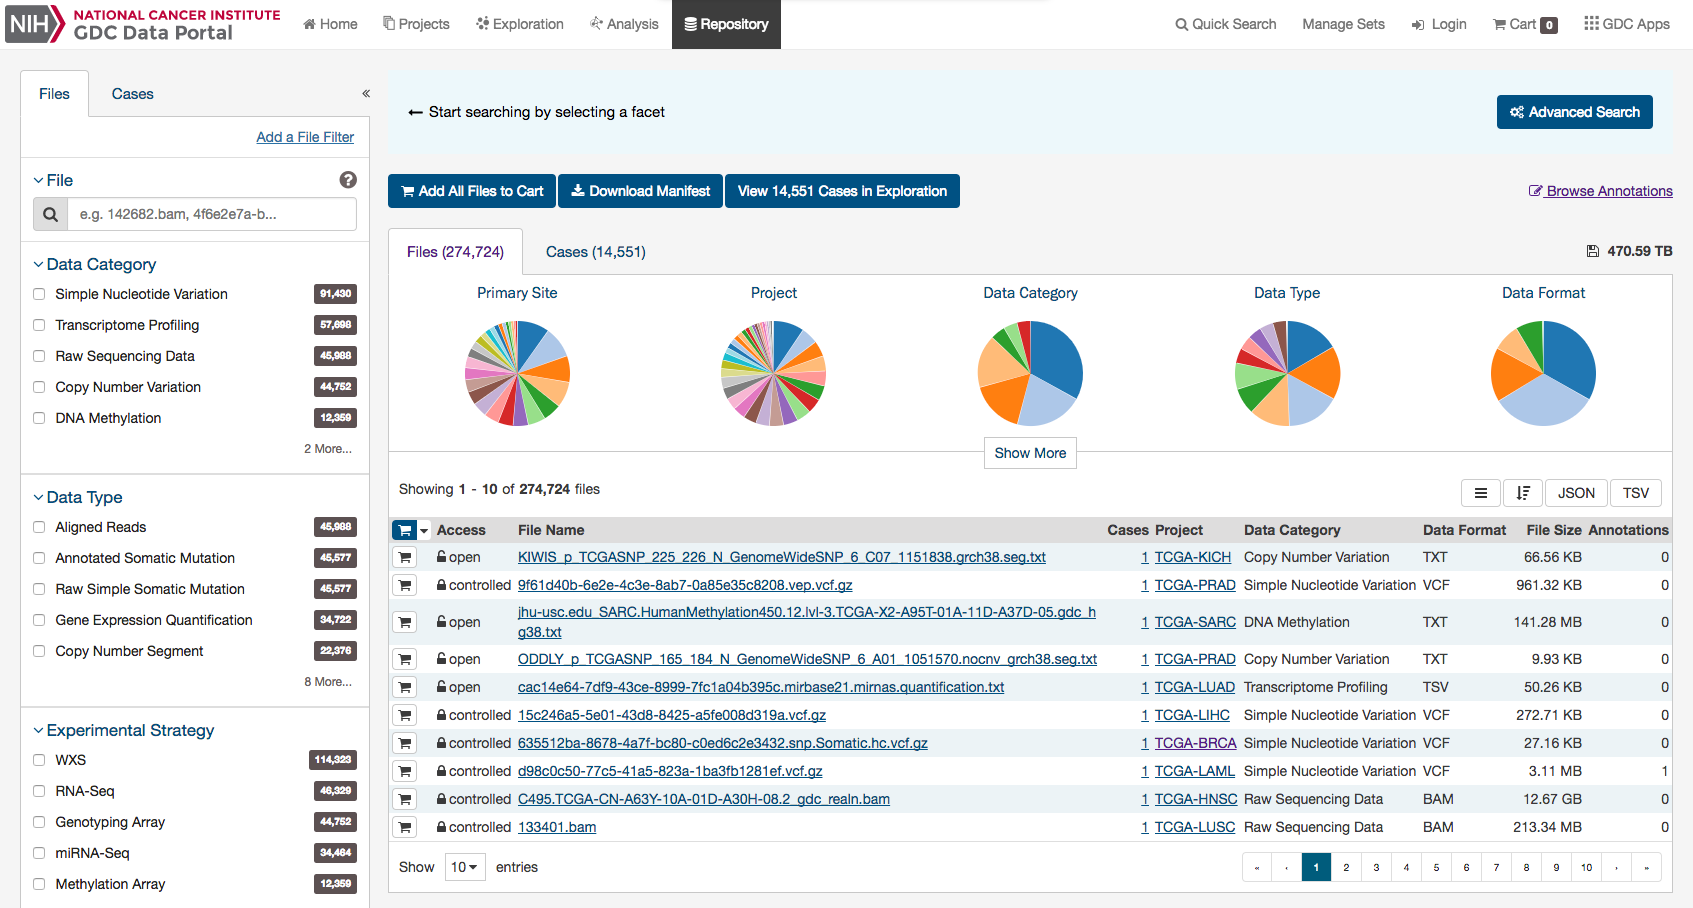 NIH NATIONAL CANCER INSTITUTE
GDC Data Portal
Home Projects Exploration Analysis Repository Quick Search Manage Sets Login Cart 0 GDC Apps
Files Cases «
Add a File Filter
File
e.g. 142682.bam, 4f6e2e7a-b...
Data Category
Simple Nucleotide Variation 91,430
Transcriptome Profiling 57,698
Raw Sequencing Data 45,988
Copy Number Variation 44,752
DNA Methylation 12,359
2 More...
Data Type
Aligned Reads 45,988
Annotated Somatic Mutation 45,577
Raw Simple Somatic Mutation 45,577
Gene Expression Quantification 34,722
Copy Number Segment 22,376
8 More...
Experimental Strategy
WXS 114,323
RNA-Seq 46,329
Genotyping Array 44,752
miRNA-Seq 34,464
Methylation Array 12,359
Start searching by selecting a facet
Advanced Search
Add All Files to Cart Download Manifest View 14,551 Cases in Exploration Browse Annotations
Files (274,724) Cases (14,551) 470.59 TB
Primary Site Project Data Category Data Type Data Format
Show More
Showing 1 - 10 of 274,724 files JSON TSV
Access File Name Cases Project Data Category Data Format File Size Annotations
open KIWIS_p_TCGASNP_225_226_N_GenomeWideSNP_6_C07_1151838.grch38.seg.txt 1 TCGA-KICH Copy Number Variation TXT 66.56 KB 0
controlled 9f61d40b-6e2e-4c3e-8ab7-0a85e35c8208.vep.vcf.gz 1 TCGA-PRAD Simple Nucleotide Variation VCF 961.32 KB 0
open jhu-usc.edu_SARC.HumanMethylation450.12.lvl-3.TCGA-X2-A95T-01A-11D-A37D-05.gdc_h
g38.txt 1 TCGA-SARC DNA Methylation TXT 141.28 MB 0
open ODDLY_p_TCGASNP_165_184_N_GenomeWideSNP_6_A01_1051570.nocnv_grch38.seg.txt 1 TCGA-PRAD Copy Number Variation TXT 9.93 KB 0
open cac14e64-7df9-43ce-8999-7fc1a04b395c.mirbase21.mirnas.quantification.txt 1 TCGA-LUAD Transcriptome Profiling TSV 50.26 KB 0
controlled 15c246a5-5e01-43d8-8425-a5fe008d319a.vcf.gz 1 TCGA-LIHC Simple Nucleotide Variation VCF 272.71 KB 0
controlled 635512ba-8678-4a7f-bc80-c0ed6c2e3432.snp.Somatic.hc.vcf.gz 1 TCGA-BRCA Simple Nucleotide Variation VCF 27.16 KB 0
controlled d98c0c50-77c5-41a5-823a-1ba3fb1281ef.vcf.gz 1 TCGA-LAML Simple Nucleotide Variation VCF 3.11 MB 1
controlled C495.TCGA-CN-A63Y-10A-01D-A30H-08.2_gdc_realn.bam 1 TCGA-HNSC Raw Sequencing Data BAM 12.67 GB 0
controlled 133401.bam 1 TCGA-LUSC Raw Sequencing Data BAM 213.34 MB 0
Show 10 entries « ‹ 1 2 3 4 5 6 7 8 9 10 › »